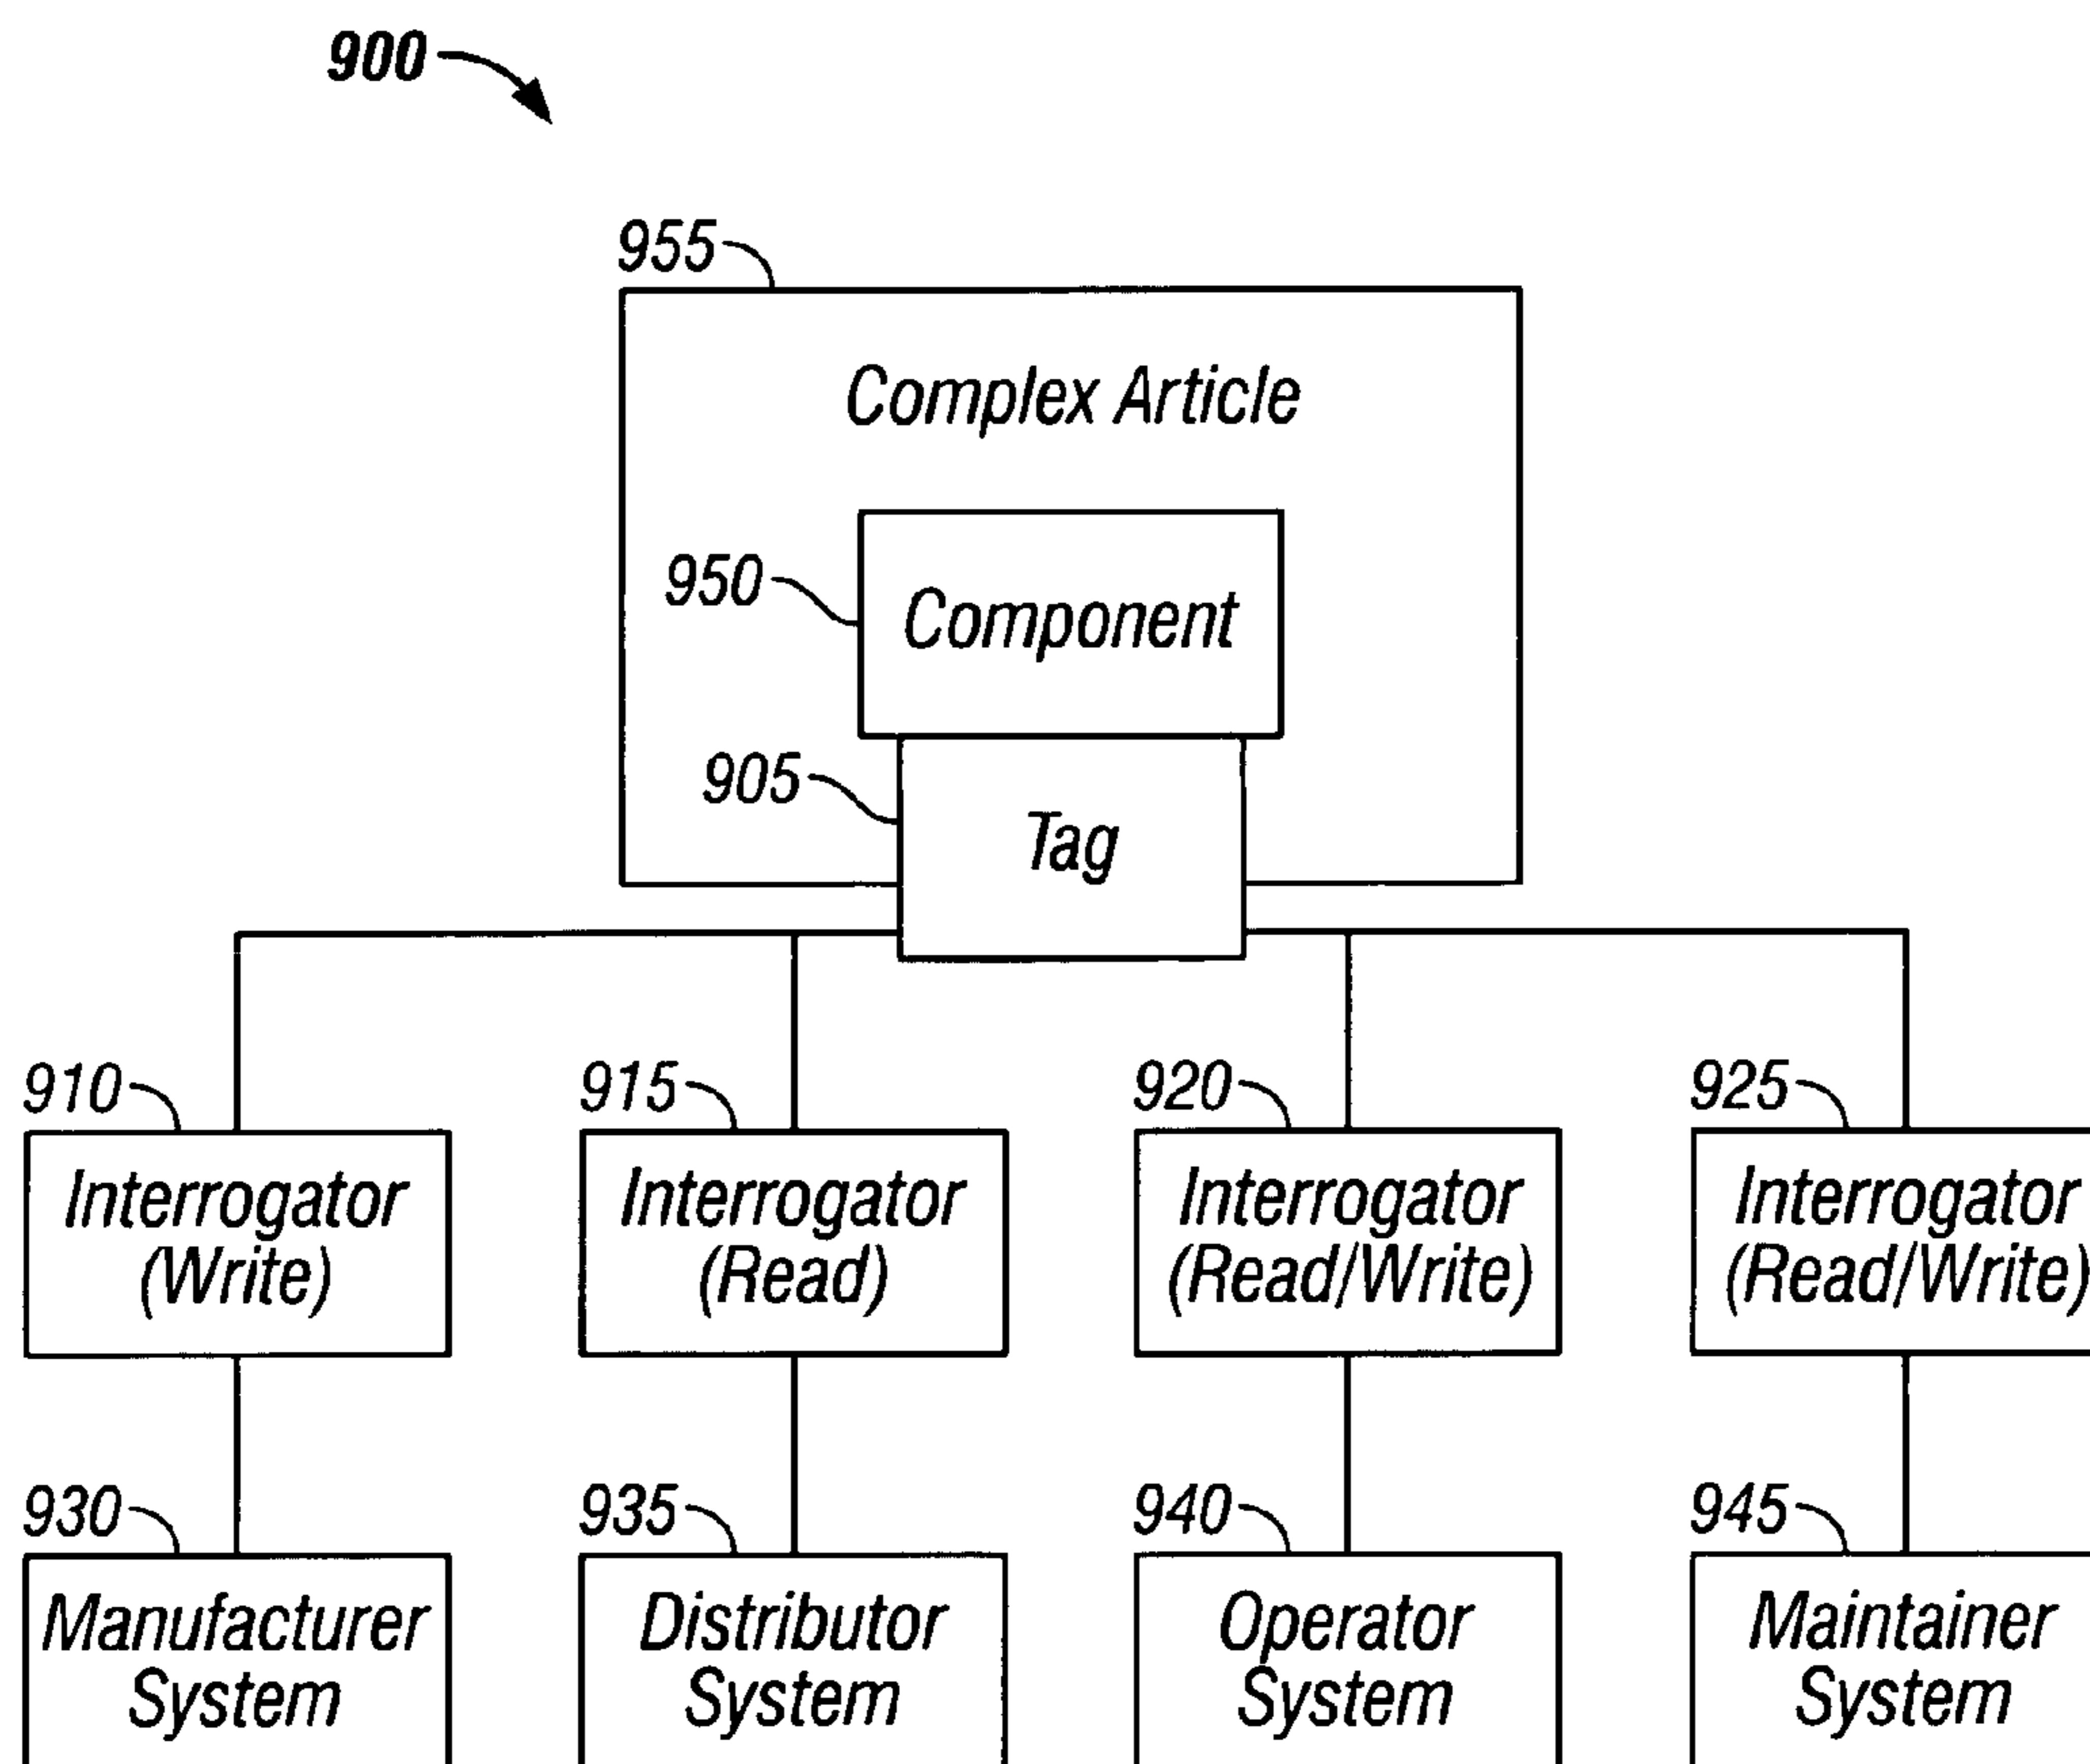 900
955
Complex Article
950
Component
905
Tag
910
915
920
925
Interrogator
(Write)
Interrogator
(Read)
Interrogator
(Read/Write)
Interrogator
(Read/Write)
930
935
940
945
Manufacturer
System
Distributor
System
Operator
System
Maintainer
System